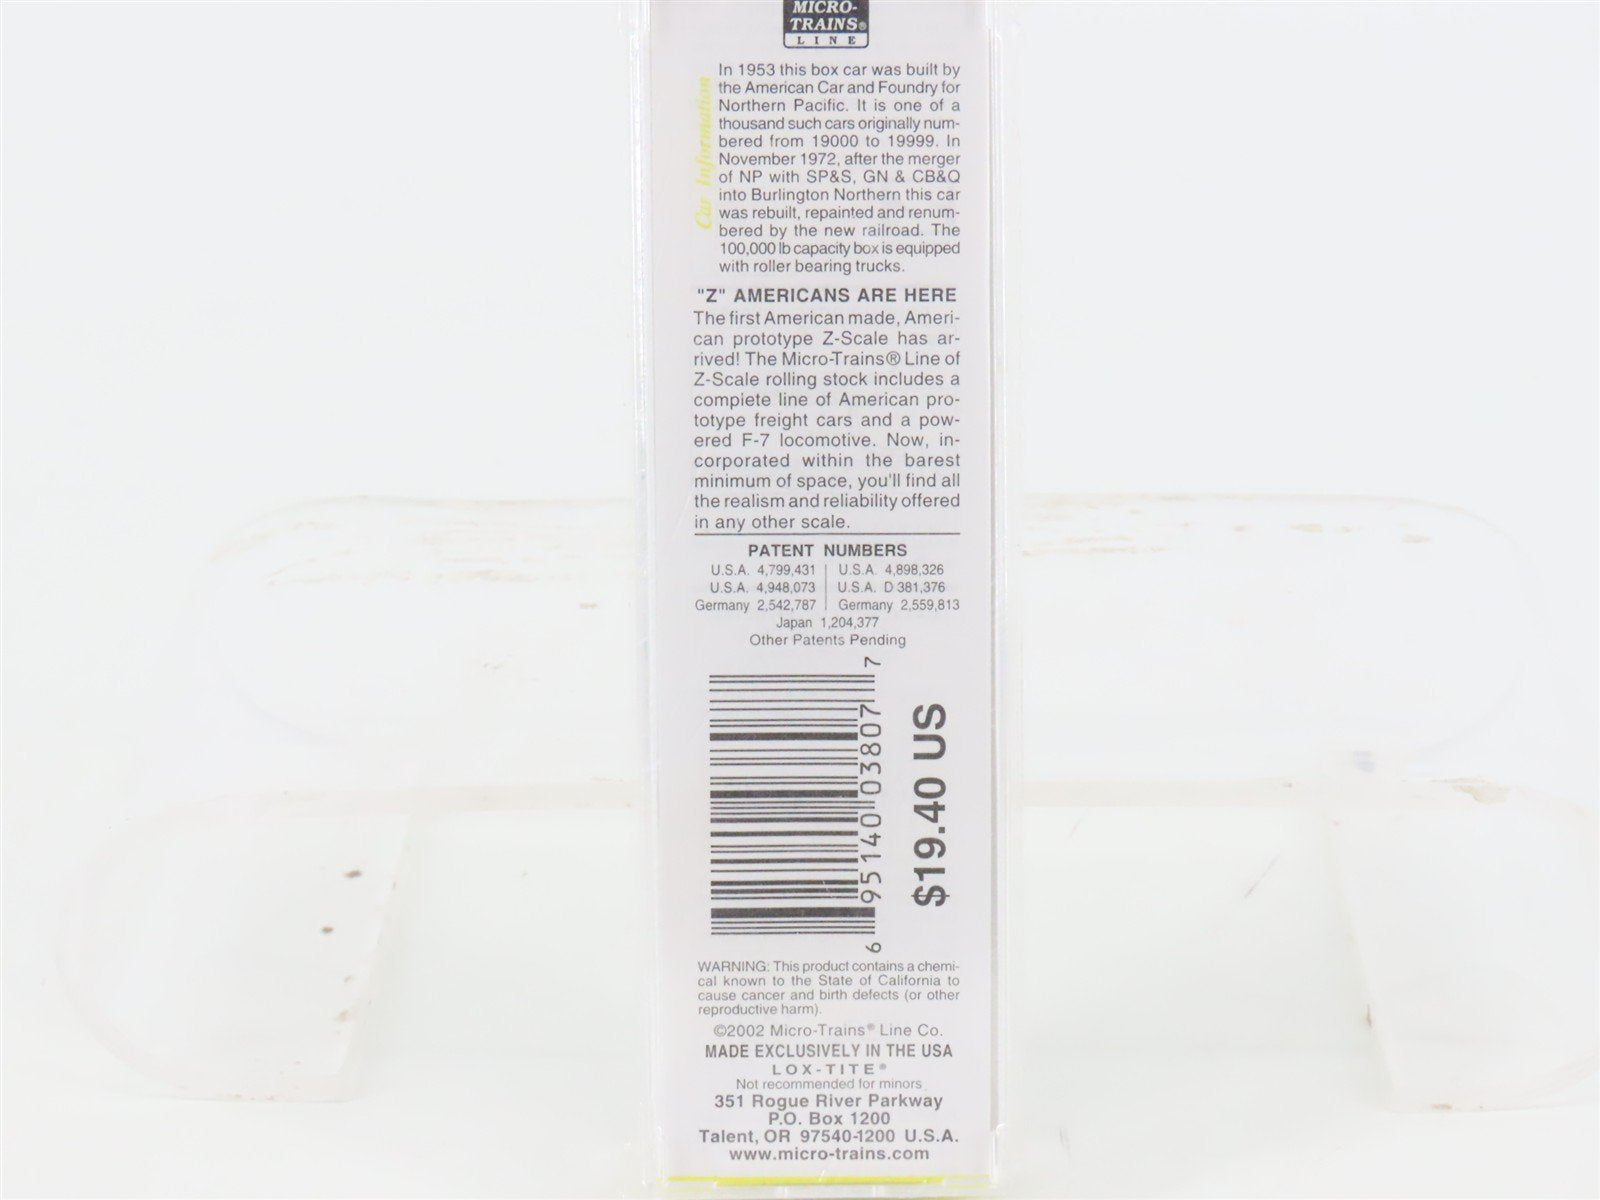 MICRO-
TRAINS®
LINE
Car Information
In 1953 this box car was built by
the American Car and Foundry for
Northern Pacific. It is one of a
thousand such cars originally num-
bered from 19000 to 19999. In
November 1972, after the merger
of NP with SP&S, GN & CB&Q
into Burlington Northern this car
was rebuilt, repainted and renum-
bered by the new railroad. The
100,000 lb capacity box is equipped
with roller bearing trucks.
"Z" AMERICANS ARE HERE
The first American made, Ameri-
can prototype Z-Scale has ar-
rived! The Micro-Trains® Line of
Z-Scale rolling stock includes a
complete line of American pro-
totype freight cars and a pow-
ered F-7 locomotive. Now, in-
corporated within the barest
minimum of space, you'll find all
the realism and reliability offered
in any other scale.
PATENT NUMBERS
U.S.A. 4,799,431 | U.S.A. 4,898,326
U.S.A. 4,948,073 | U.S.A. D 381,376
Germany 2,542,787 | Germany 2,559,813
Japan 1,204,377
Other Patents Pending
6 95140 03807 7
$19.40 US
WARNING: This product contains a chemi-
cal known to the State of California to
cause cancer and birth defects (or other
reproductive harm).
©2002 Micro-Trains® Line Co.
MADE EXCLUSIVELY IN THE USA
LOX-TITE®
Not recommended for minors
351 Rogue River Parkway
P.O. Box 1200
Talent, OR 97540-1200 U.S.A.
www.micro-trains.com